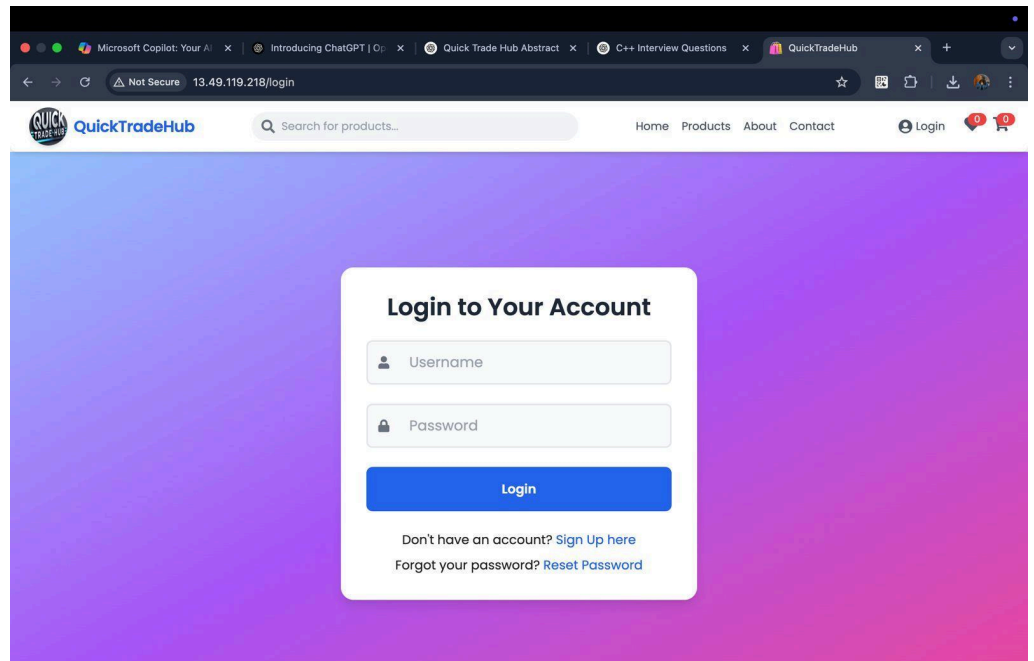 Microsoft Copilot: Your AI
Introducing ChatGPT | Op
Quick Trade Hub Abstract
C++ Interview Questions
QuickTradeHub
Not Secure 13.49.119.218/login
QUICK
TRADE HUB
QuickTradeHub
Search for products...
Home Products About Contact
Login
0
0
Login to Your Account
Username
Password
Login
Don't have an account? Sign Up here
Forgot your password? Reset Password